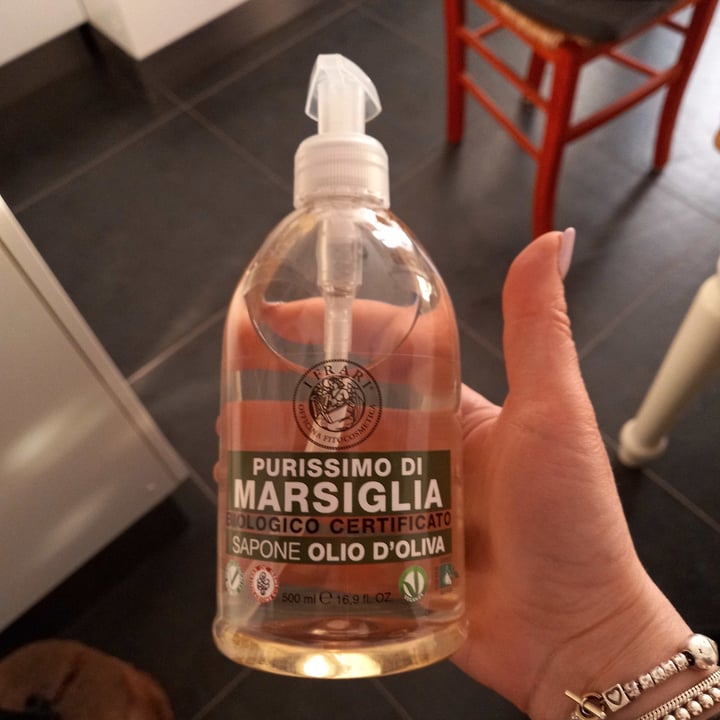 I FRARI
OFFICINA FITOCOSMETICA
PURISSIMO DI
MARSIGLIA
BIOLOGICO CERTIFICATO
SAPONE OLIO D'OLIVA
500 ml ℮ 16,9 fl. OZ.